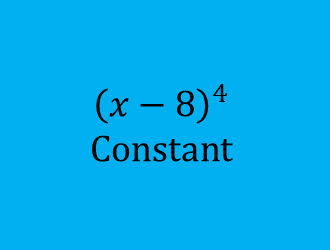 (𝑥 − 8)⁴
Constant